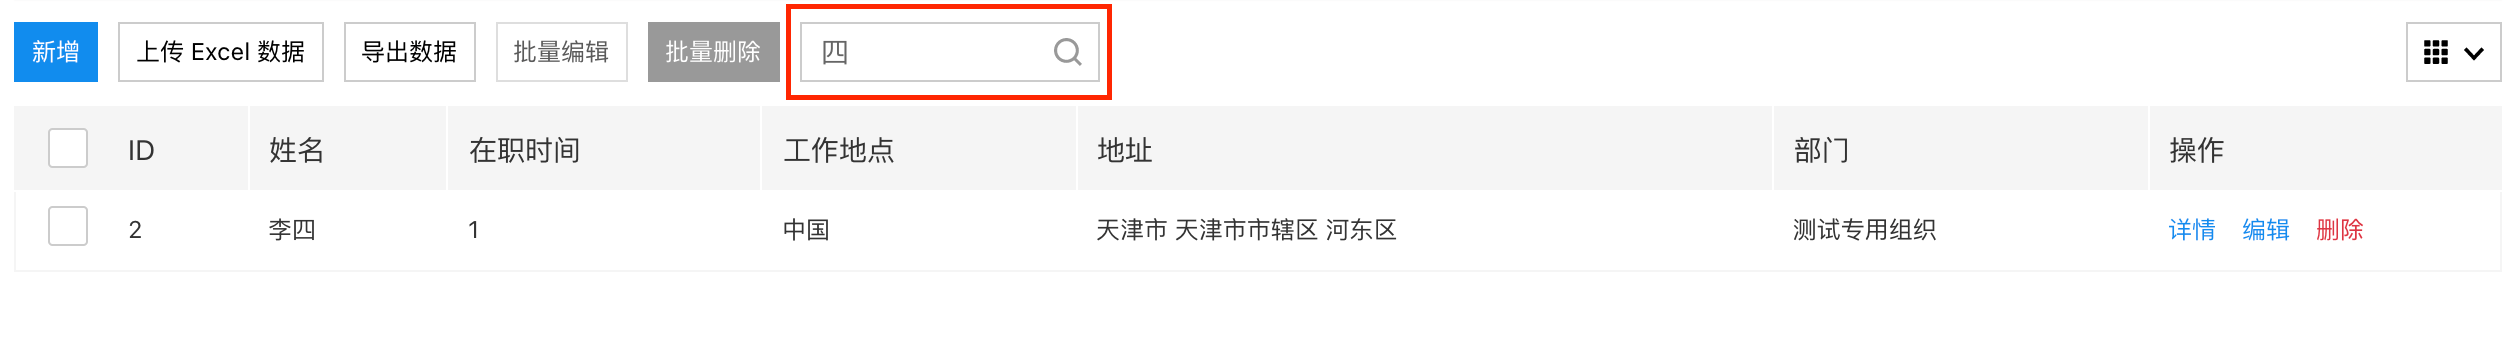 新增 上传 Excel 数据 导出数据 批量编辑 批量删除 四
ID 姓名 在职时间 工作地点 地址 部门 操作
2 李四 1 中国 天津市 天津市市辖区 河东区 测试专用组织 详情 编辑 删除